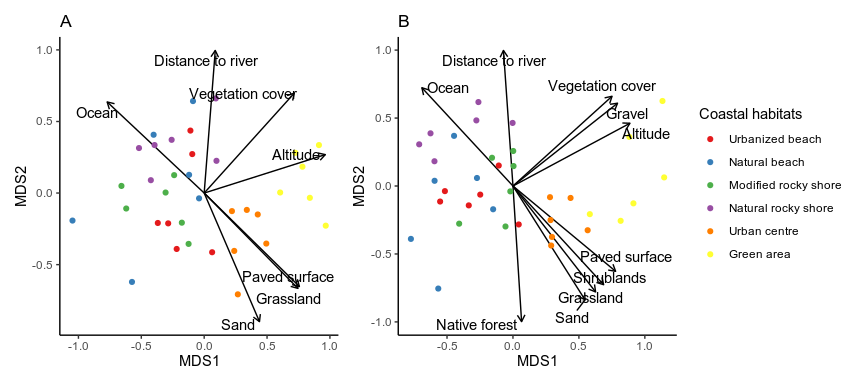 A
B
1.0
0.5
0.0
-0.5
MDS2
Distance to river
Vegetation cover
Ocean
Altitude
Paved surface
Grassland
Sand
-1.0
-0.5
0.0
0.5
1.0
MDS1
1.0
0.5
0.0
-0.5
-1.0
MDS2
Distance to river
Ocean
Vegetation cover
Gravel
Altitude
Paved surface
Shrublands
Grassland
Sand
Native forest
-0.5
0.0
0.5
1.0
MDS1
Coastal habitats
Urbanized beach
Natural beach
Modified rocky shore
Natural rocky shore
Urban centre
Green area